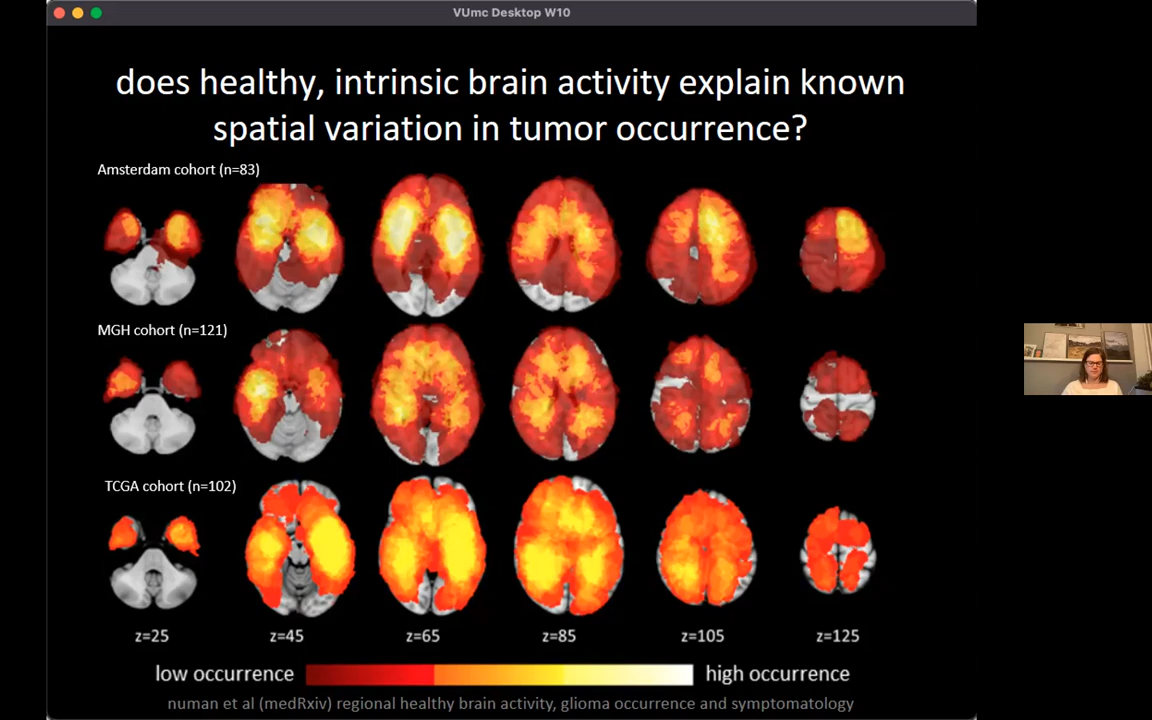 VUmc Desktop W10
does healthy, intrinsic brain activity explain known
spatial variation in tumor occurrence?
Amsterdam cohort (n=83)
MGH cohort (n=121)
TCGA cohort (n=102)
z=25 z=45 z=65 z=85 z=105 z=125
low occurrence high occurrence
numan et al (medRxiv) regional healthy brain activity, glioma occurrence and symptomatology